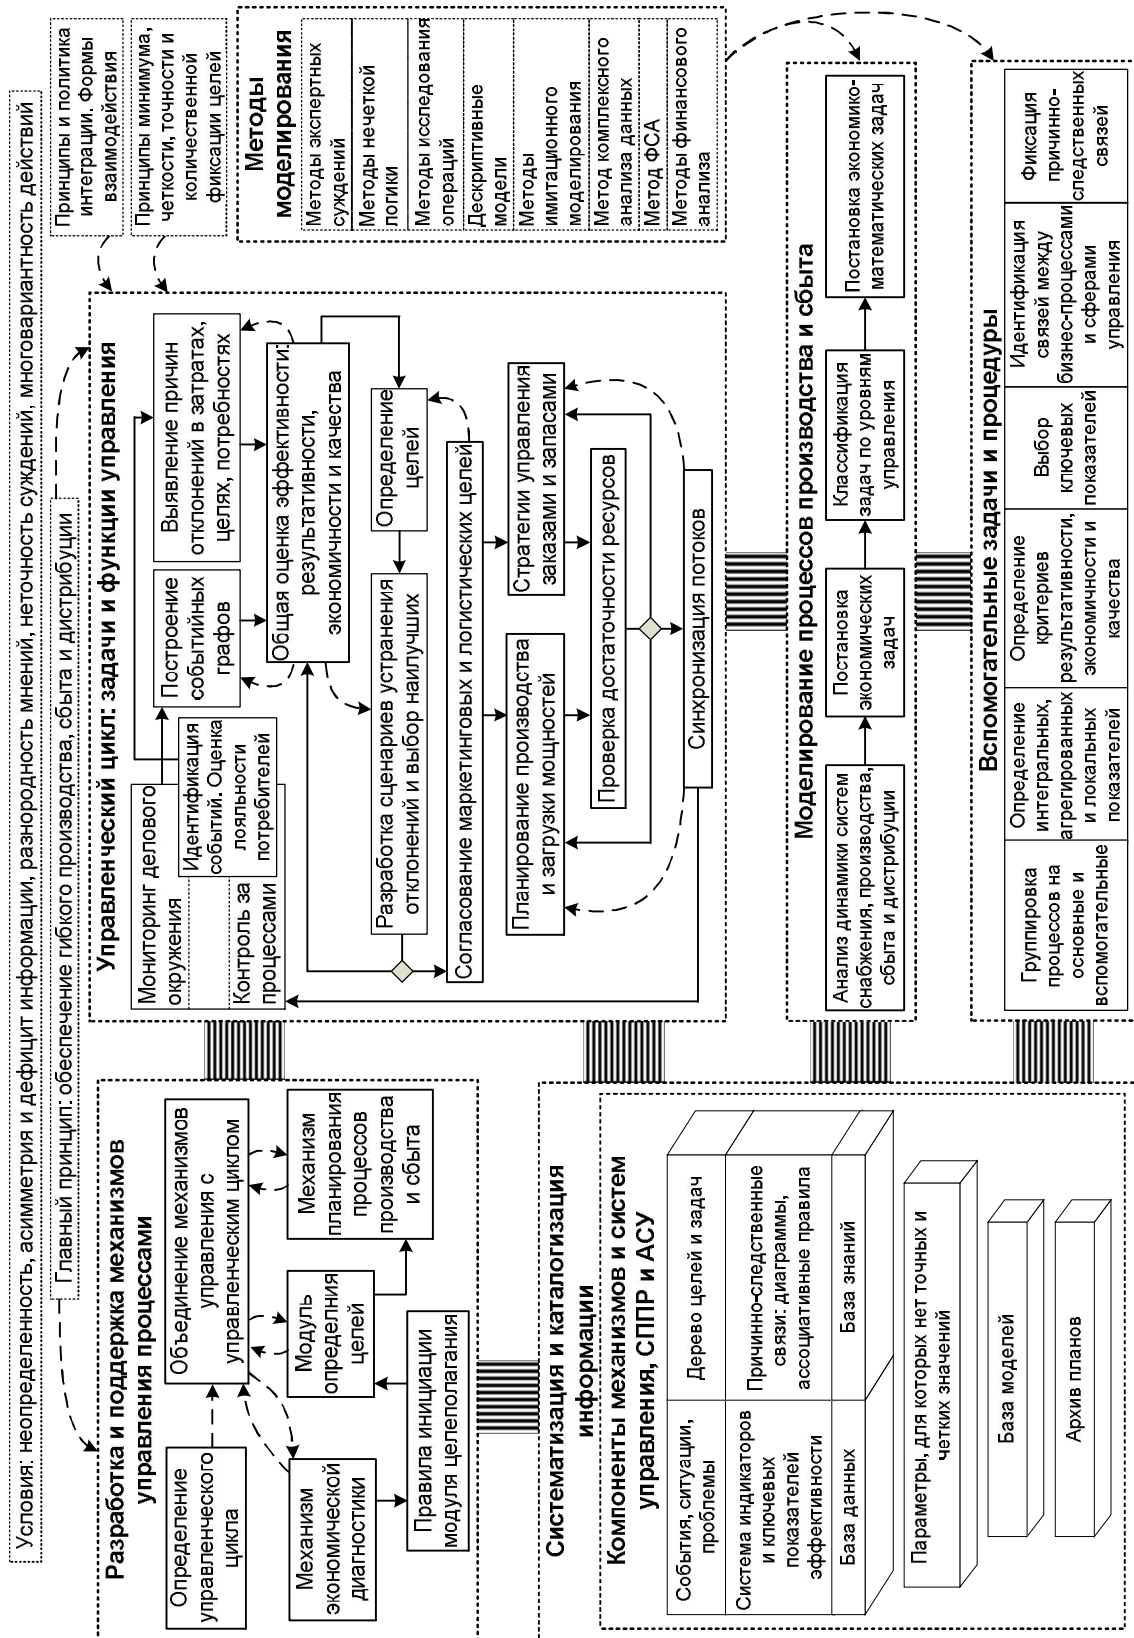 Условия: неопределенность, асимметрия и дефицит информации, разнородность мнений, неточность суждений, многовариантность действий
Главный принцип: обеспечение гибкого производства, сбыта и дистрибуции
Принципы и политика
интеграции. Формы
взаимодействия
Принципы минимума,
четкости, точности и
количественной
фиксации целей
Разработка и поддержка механизмов
управления процессами
Определение
управленческого
цикла
Объединение механизмов
управления с
управленческим циклом
Механизм
экономической
диагностики
Модуль
определния
целей
Механизм
планирования
процессов
производства
и сбыта
Правила инициации
модуля целеполагания
Управленческий цикл: задачи и функции управления
Мониторинг делового
окружения
Контроль за
процессами
Идентификация
событий. Оценка
лояльности
потребителей
Построение
событийных
графов
Выявление причин
отклонений в затратах,
целях, потребностях
Общая оценка эффективности:
результативности,
экономичности и качества
Разработка сценариев устранения
отклонений и выбор наилучших
Определение
целей
Согласование маркетинговых и логистических целей
Планирование производства
и загрузки мощностей
Стратегии управления
заказами и запасами
Проверка достаточности ресурсов
Синхронизация потоков
Методы
моделирования
Методы экспертных
суждений
Методы нечеткой
логики
Методы исследования
операций
Дескриптивные
модели
Методы
имитационного
моделирования
Метод комплексного
анализа данных
Метод ФСА
Методы финансового
анализа
Систематизация и каталогизация
информации
Компоненты механизмов и систем
управления, СППР и АСУ
События, ситуации,
проблемы
Дерево целей и задач
Система индикаторов
и ключевых
показателей
эффективности
Причинно-следственные
связи: диаграммы,
ассоциативные правила
База данных
База знаний
Параметры, для которых нет точных и
четких значений
База моделей
Архив планов
Моделирование процессов производства и сбыта
Анализ динамики систем
снабжения, производства,
сбыта и дистрибуции
Постановка
экономических
задач
Классификация
задач по уровням
управления
Постановка экономико-
математических задач
Вспомогательные задачи и процедуры
Группировка
процессов на
основные и
вспомогательные
Определение
интегральных,
агрегированных
и локальных
показателей
Определение
критериев
результативности,
экономичности и
качества
Выбор
ключевых
показателей
Идентификация
связей между
бизнес-процессами
и сферами
управления
Фиксация
причинно-
следственных
связей